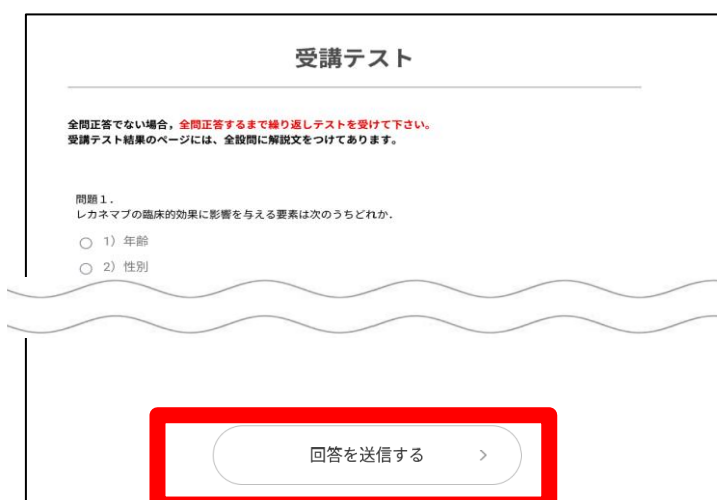 受講テスト
全問正答でない場合，全問正答するまで繰り返しテストを受けて下さい。
受講テスト結果のページには、全設問に解説文をつけてあります。
問題１．
レカネマブの臨床的効果に影響を与える要素は次のうちどれか．
1）年齢
2）性別
回答を送信する